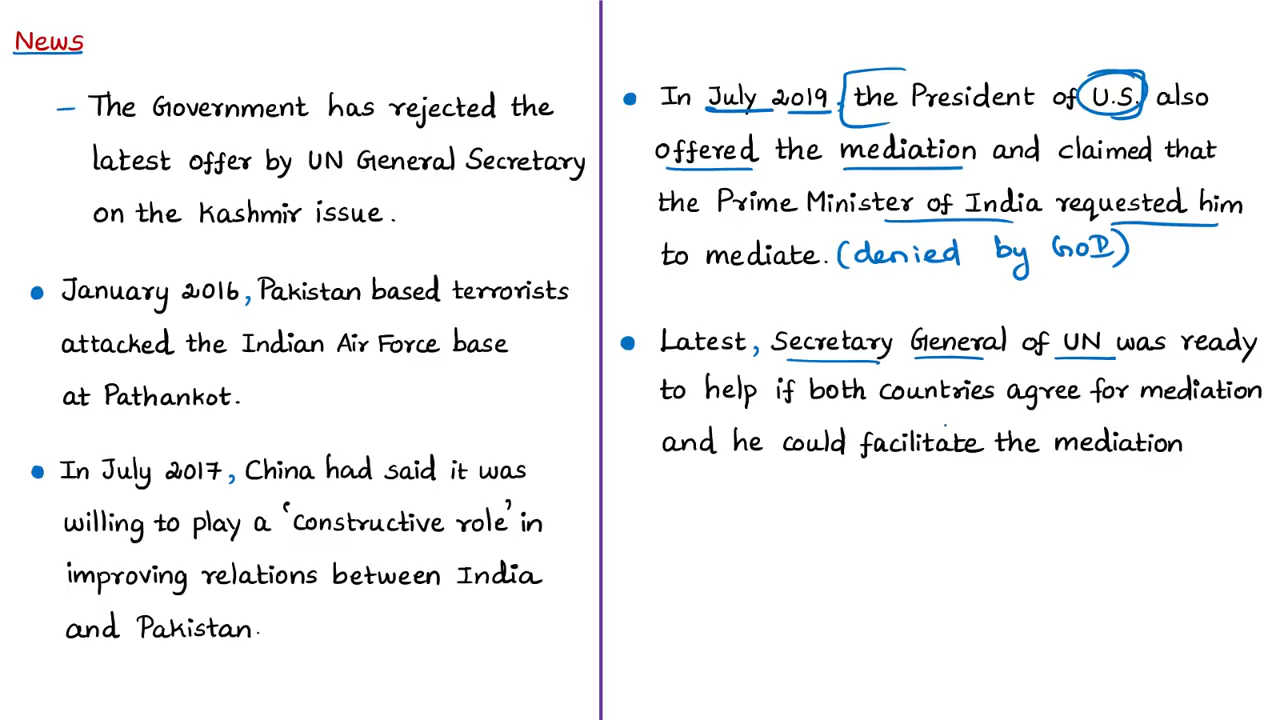 News
– The Government has rejected the
latest offer by UN General Secretary
on the Kashmir issue.
• January 2016, Pakistan based terrorists
attacked the Indian Air Force base
at Pathankot.
• In July 2017, China had said it was
willing to play a 'constructive role' in
improving relations between India
and Pakistan.
• In July 2019, the President of U.S. also
offered the mediation and claimed that
the Prime Minister of India requested him
to mediate. (denied by GOI)
• Latest, Secretary General of UN was ready
to help if both countries agree for mediation
and he could facilitate the mediation